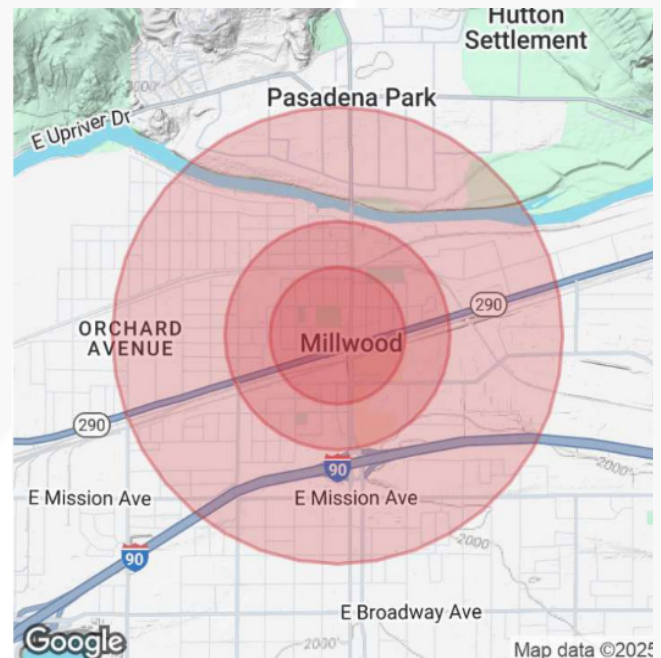 Hutton
Settlement
2000'
Pasadena Park
E Upriver Dr
290
ORCHARD
AVENUE
Millwood
290
90
2000'
E Mission Ave
E Mission Ave
90
2000
E Broadway Ave
2000'
Google
Map data ©2025